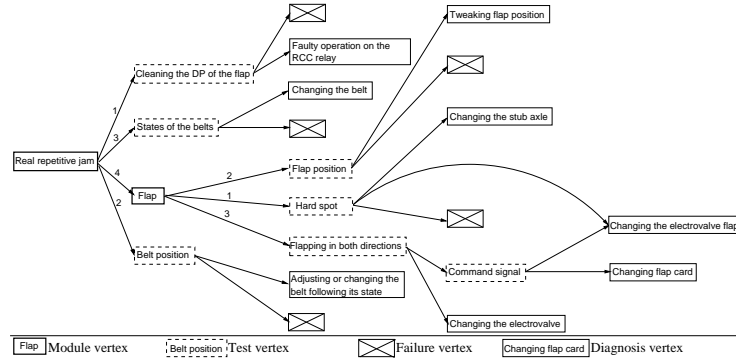 Tweaking flap position
Faulty operation on the
RCC relay
Cleaning the DP of the flap
Changing the belt
1
Changing the stub axle
3
States of the belts
Real repetitive jam
4
2
Flap position
Flap
1
Hard spot
2
3
Changing the electrovalve flap
Flapping in both directions
Belt position
Command signal
Changing flap card
Adjusting or changing the
belt following its state
Changing the electrovalve
Flap Module vertex
Belt position Test vertex
Failure vertex
Changing flap card Diagnosis vertex